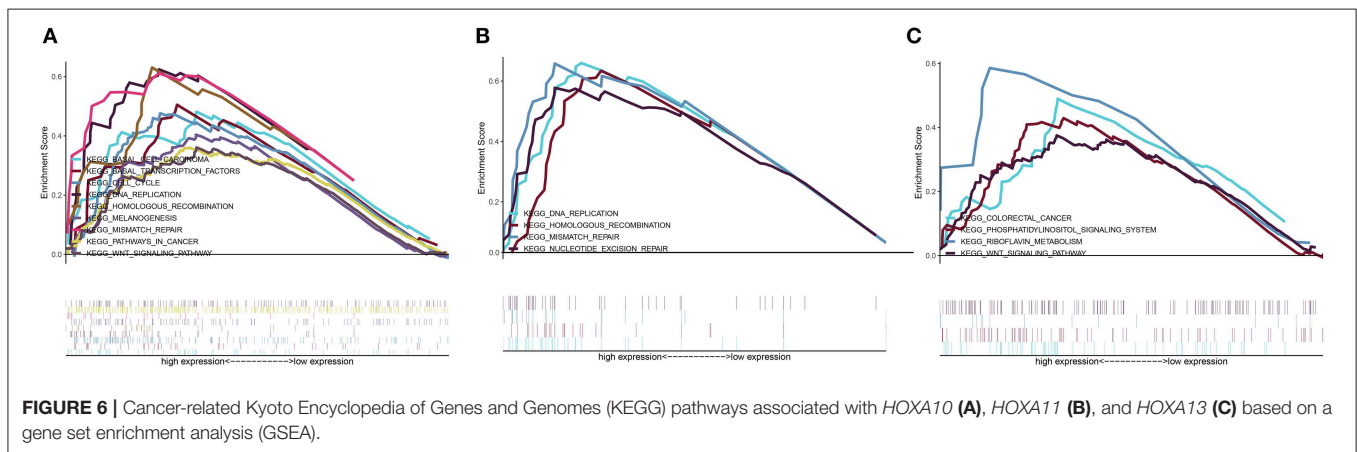 A
Enrichment Score
0.6
0.4
0.2
0.0
KEGG_BASAL_CELL_CARCINOMA
KEGG_BASAL_TRANSCRIPTION_FACTORS
KEGG_CELL_CYCLE
KEGG_DNA_REPLICATION
KEGG_HOMOLOGOUS_RECOMBINATION
KEGG_MELANOGENESIS
KEGG_MISMATCH_REPAIR
KEGG_PATHWAYS_IN_CANCER
KEGG_WNT_SIGNALING_PATHWAY
high expression<----------->low expression
B
Enrichment Score
0.6
0.4
0.2
0.0
KEGG_DNA_REPLICATION
KEGG_HOMOLOGOUS_RECOMBINATION
KEGG_MISMATCH_REPAIR
KEGG_NUCLEOTIDE_EXCISION_REPAIR
high expression<----------->low expression
C
Enrichment Score
0.6
0.4
0.2
0.0
KEGG_COLORECTAL_CANCER
KEGG_PHOSPHATIDYLINOSITOL_SIGNALING_SYSTEM
KEGG_RIBOFLAVIN_METABOLISM
KEGG_WNT_SIGNALING_PATHWAY
high expression<----------->low expression
FIGURE 6 | Cancer-related Kyoto Encyclopedia of Genes and Genomes (KEGG) pathways associated with HOXA10 (A), HOXA11 (B), and HOXA13 (C) based on a
gene set enrichment analysis (GSEA).